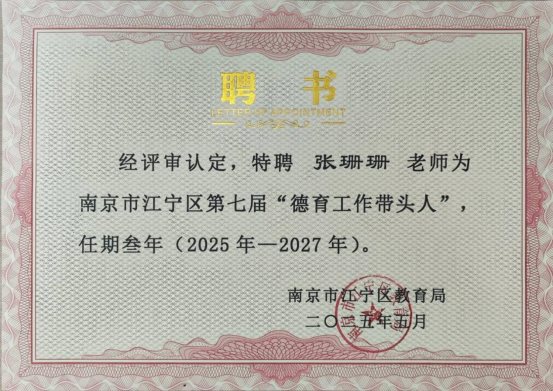 聘书
LETTER OF APPOINTMENT
经评审认定，特聘 张珊珊 老师为
南京市江宁区第七届“德育工作带头人”，
任期叁年（2025年—2027年）。
南京市江宁区教育局
二〇二五年五月